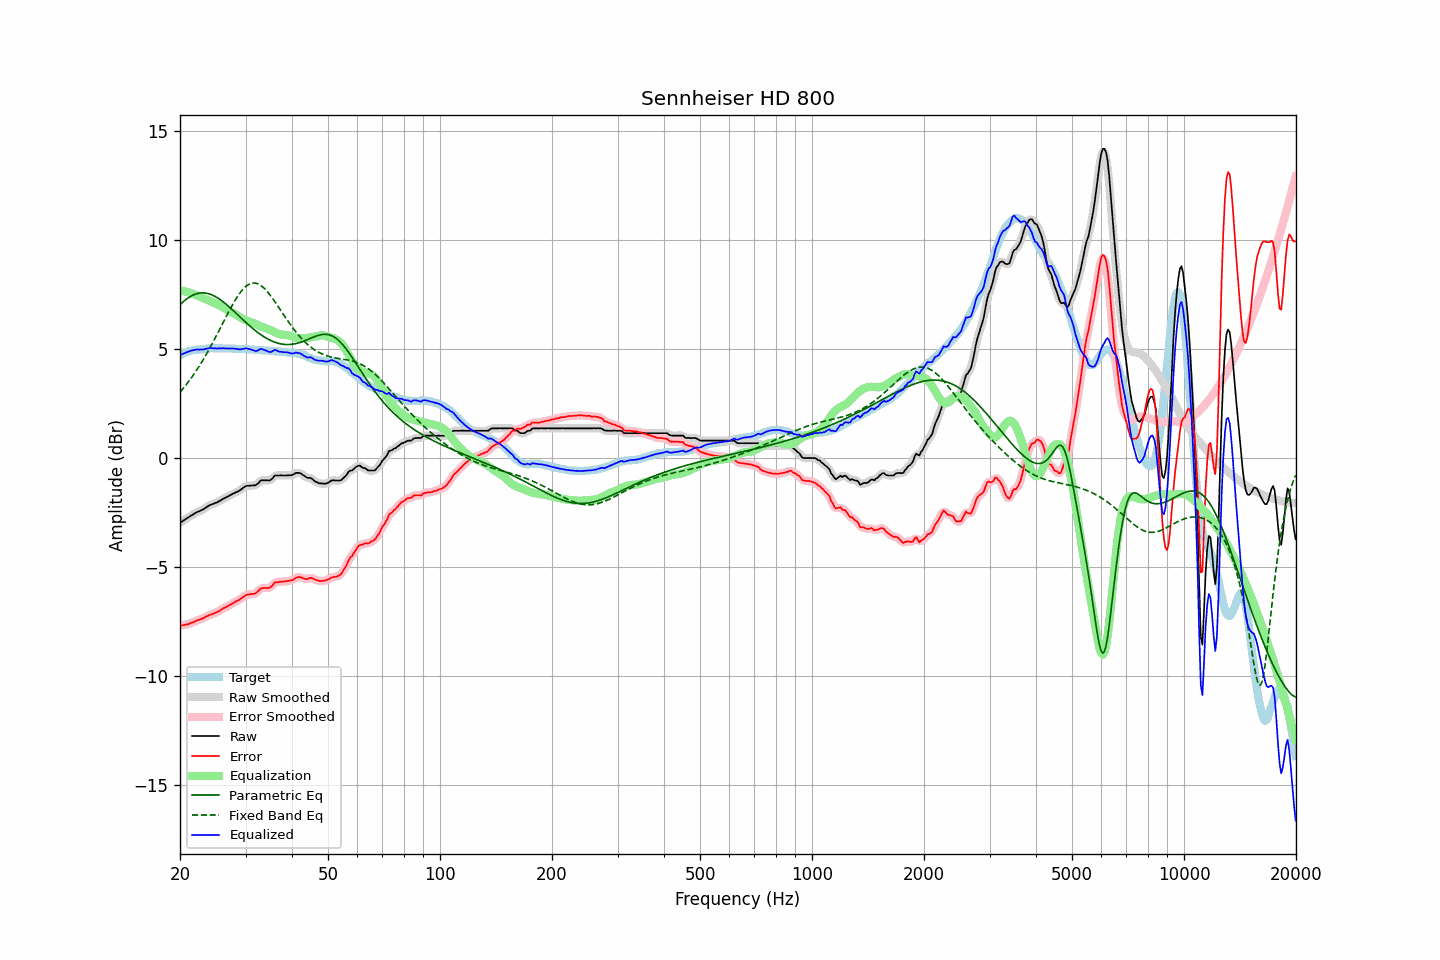 Sennheiser HD 800
Amplitude (dBr)
15
10
5
0
−5
−10
−15
Target
Raw Smoothed
Error Smoothed
Raw
Error
Equalization
Parametric Eq
Fixed Band Eq
Equalized
20 50 100 200 500 1000 2000 5000 10000 20000
Frequency (Hz)